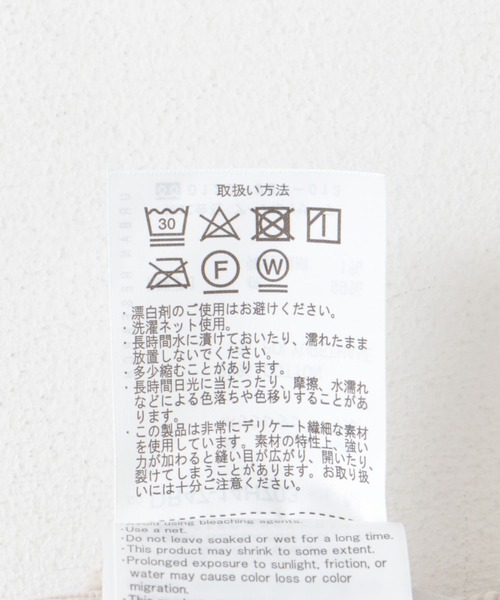 取扱い方法
30
F
W
・漂白剤のご使用はお避けください。
・洗濯ネット使用。
・長時間水に漬けておいたり、濡れたまま
放置しないでください。
・多少縮むことがあります。
・長時間日光に当たったり、摩擦、水濡れ
などによる色落ちや色移りすることがあ
ります。
・この製品は非常にデリケート繊細な素材
を使用しています。素材の特性上、強い
力が加わると縫い目が広がり、開いたり、
裂けてしまうことがあります。お取り扱
いには十分ご注意ください。
Avoid using bleaching agents.
・Use a net.
・Do not leave soaked or wet for a long time.
・This product may shrink to some extent.
・Prolonged exposure to sunlight, friction, or
water may cause color loss or color
migration.